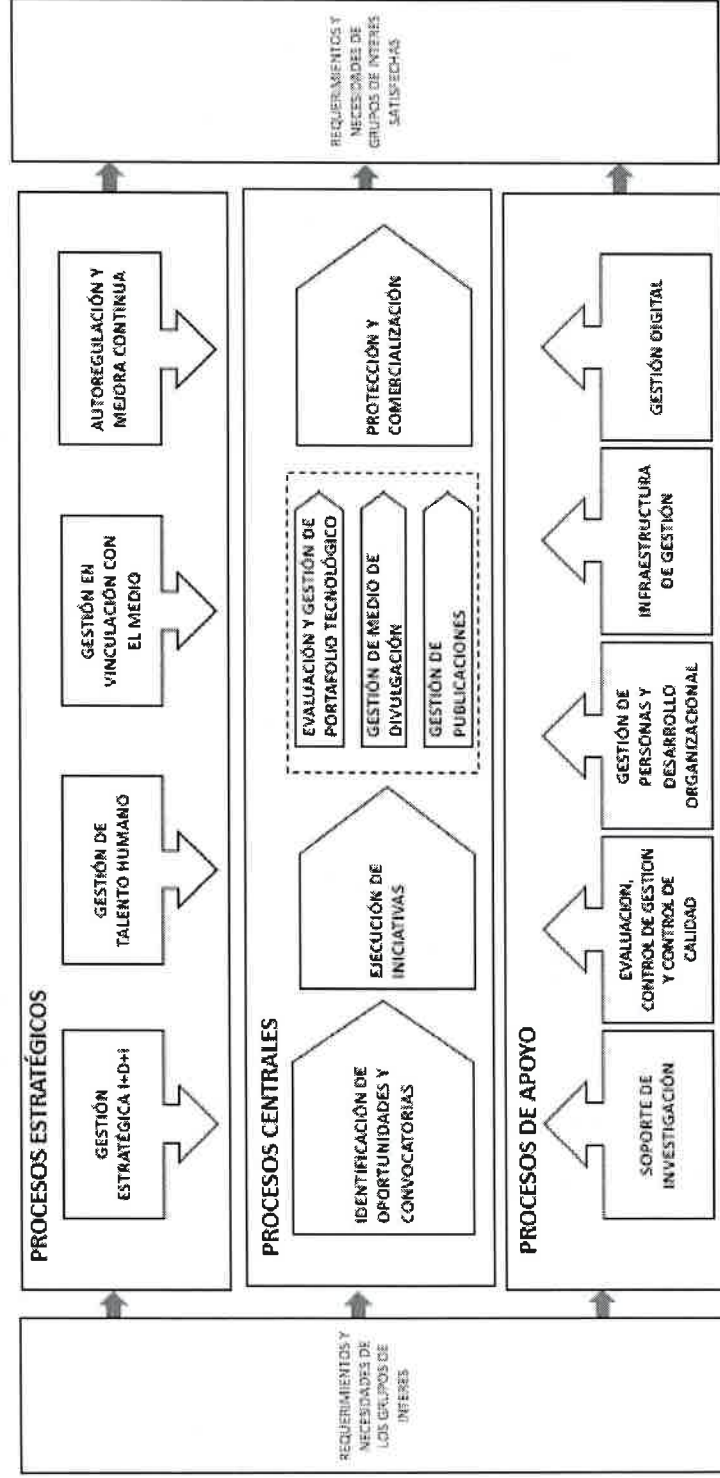 REQUERIMIENTOS Y
NECESIDADES DE
LOS GRUPOS DE
INTERES
PROCESOS ESTRATÉGICOS
GESTIÓN
ESTRATÉGICA I+D+i
GESTIÓN DE
TALENTO HUMANO
GESTIÓN EN
VINCULACIÓN CON
EL MEDIO
AUTOREGULACIÓN Y
MEJORA CONTINUA
PROCESOS CENTRALES
IDENTIFICACIÓN DE
OPORTUNIDADES Y
CONVOCATORIAS
EJECUCIÓN DE
INICIATIVAS
EVALUACIÓN Y GESTIÓN DE
PORTAFOLIO TECNOLÓGICO
GESTIÓN DE MEDIO DE
DIVULGACIÓN
GESTIÓN DE
PUBLICACIONES
PROTECCIÓN Y
COMERCIALIZACIÓN
PROCESOS DE APOYO
SOPORTE DE
INVESTIGACIÓN
EVALUACION,
CONTROL DE GESTION
Y CONTROL DE
CALIDAD
GESTIÓN DE
PERSONAS Y
DESARROLLO
ORGANIZACIONAL
INFRAESTRUCTURA
DE GESTIÓN
GESTIÓN DIGITAL
REQUERIMIENTOS Y
NECESIDADES DE
GRUPOS DE INTERES
SATISFECHAS